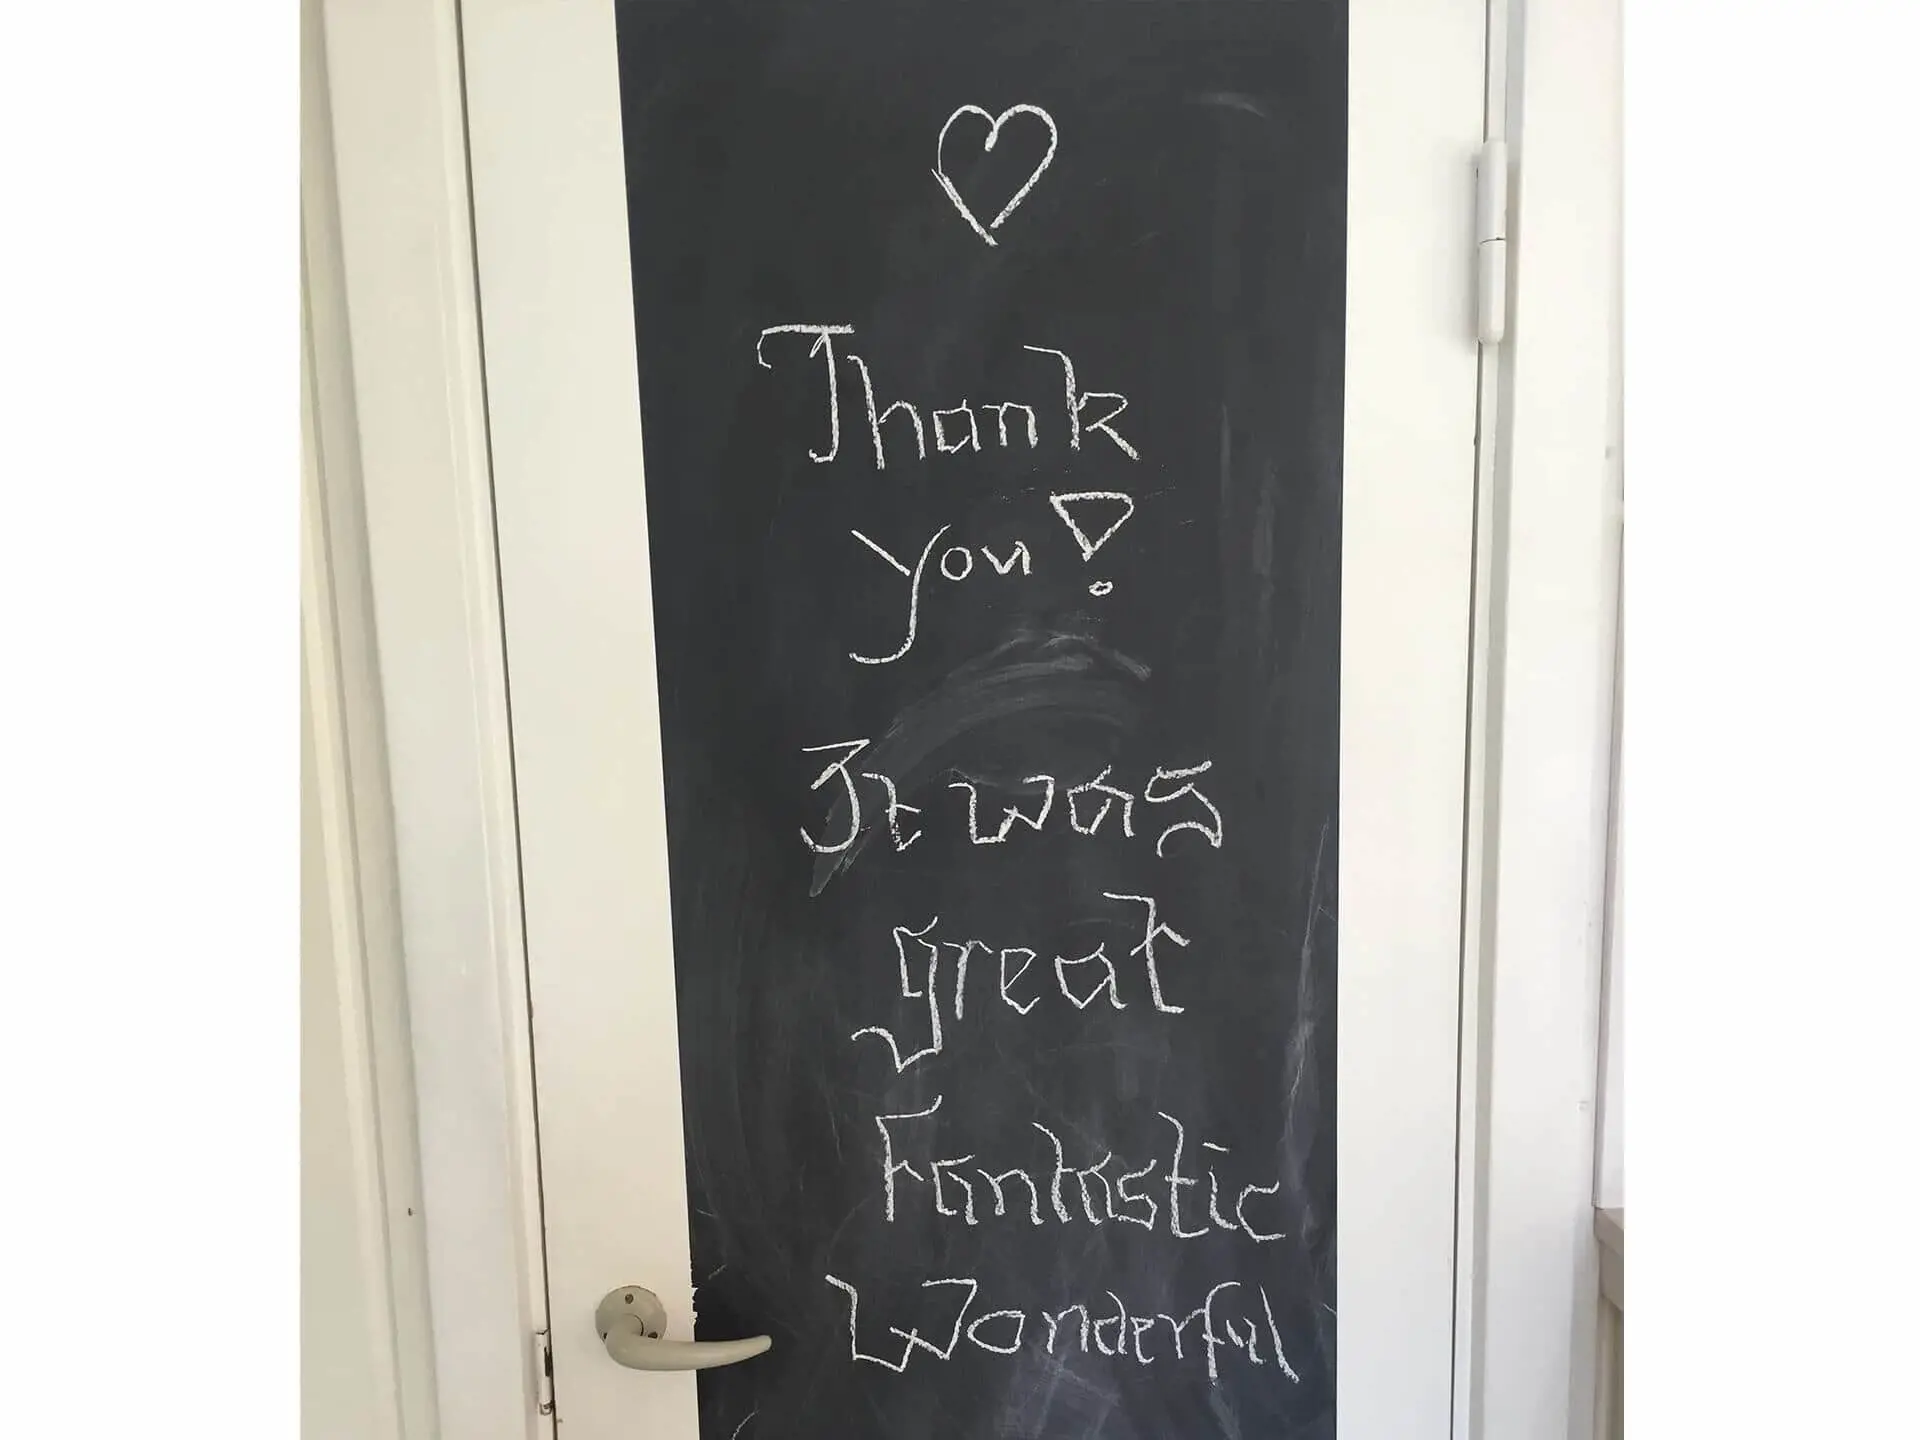 Thank
you!
It was
great
Fantastic
Wonderful